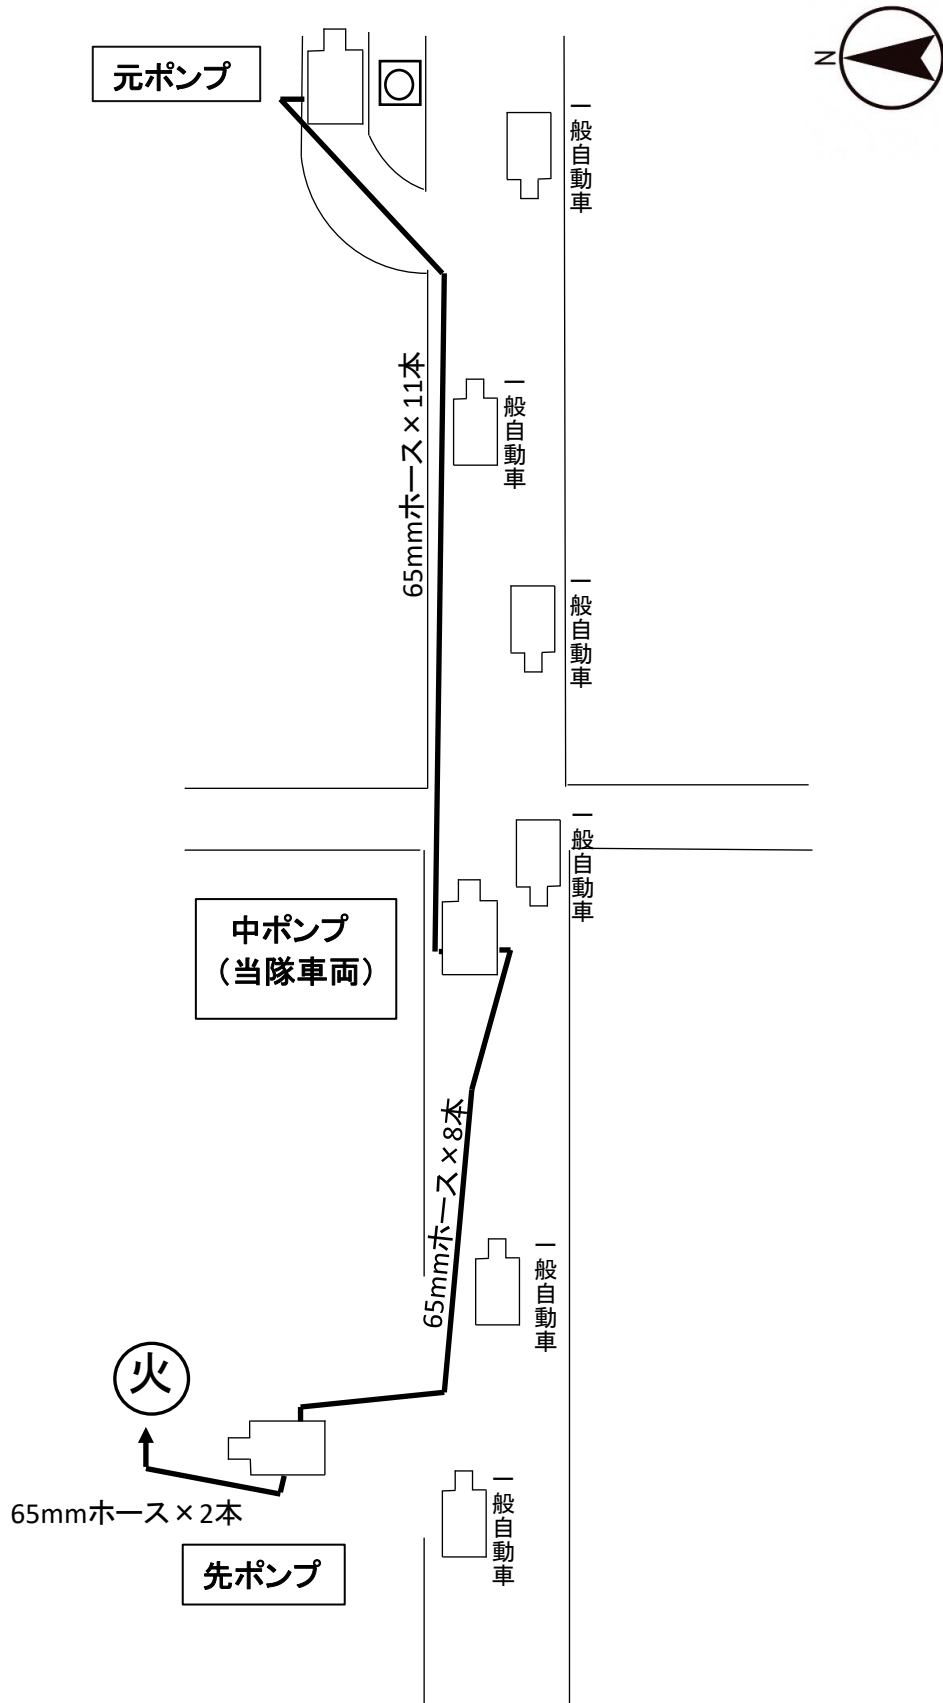 N
元ポンプ
一般自動車
65mmホース×11本
一般自動車
一般自動車
一般自動車
中ポンプ
（当隊車両）
65mmホース×8本
一般自動車
火
65mmホース×2本
一般自動車
先ポンプ